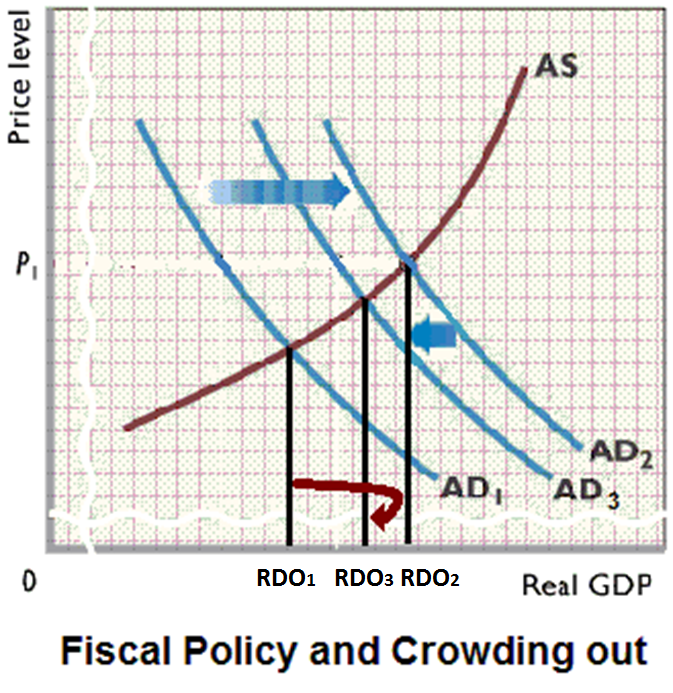 Price level
AS
P₁
AD₂
AD₁
AD₃
0
RDO₁
RDO₃
RDO₂
Real GDP
Fiscal Policy and Crowding out